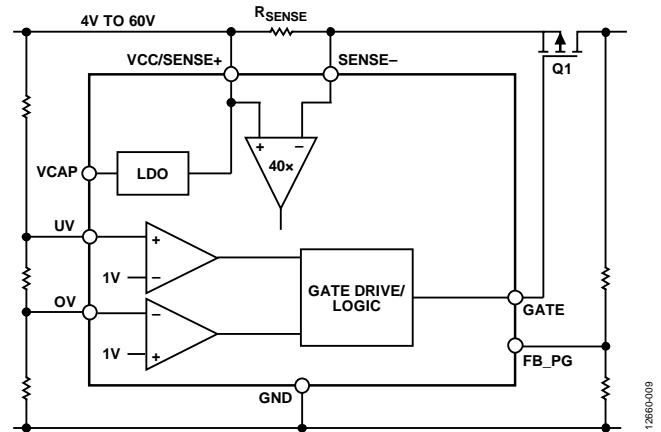 4V TO 60V
RSENSE
VCC/SENSE+
SENSE–
Q1
+ –
40×
VCAP
LDO
UV
+
1V
–
GATE DRIVE/
LOGIC
OV
–
1V
+
GATE
FB_PG
GND
12660-009